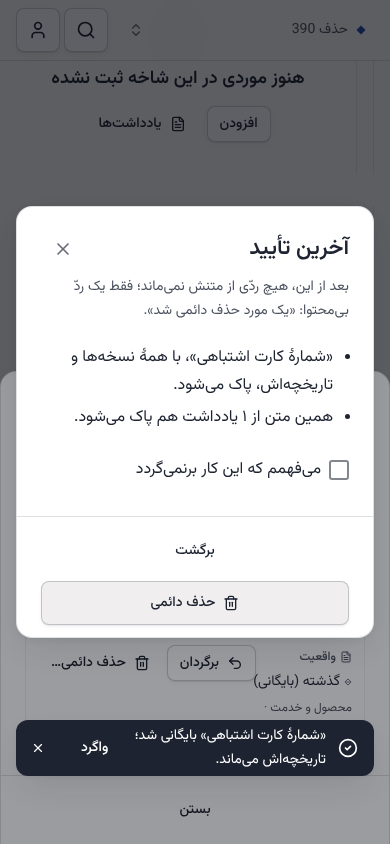 حذف 390
هنوز موردی در این شاخه ثبت نشده
افزودن
یادداشت‌ها
آخرین تأیید
بعد از این، هیچ ردّی از متنش نمی‌ماند؛ فقط یک ردّ
بی‌محتوا: «یک مورد حذف دائمی شد».
• «شمارهٔ کارت اشتباهی»، با همهٔ نسخه‌ها و
تاریخچه‌اش، پاک می‌شود.
• همین متن از ۱ یادداشت هم پاک می‌شود.
می‌فهمم که این کار برنمی‌گردد
برگشت
حذف دائمی
واقعیت
گذشته (بایگانی)
محصول و خدمت ·
برگردان
حذف دائمی…
«شمارهٔ کارت اشتباهی» بایگانی شد؛
تاریخچه‌اش می‌ماند.
واگرد
بستن